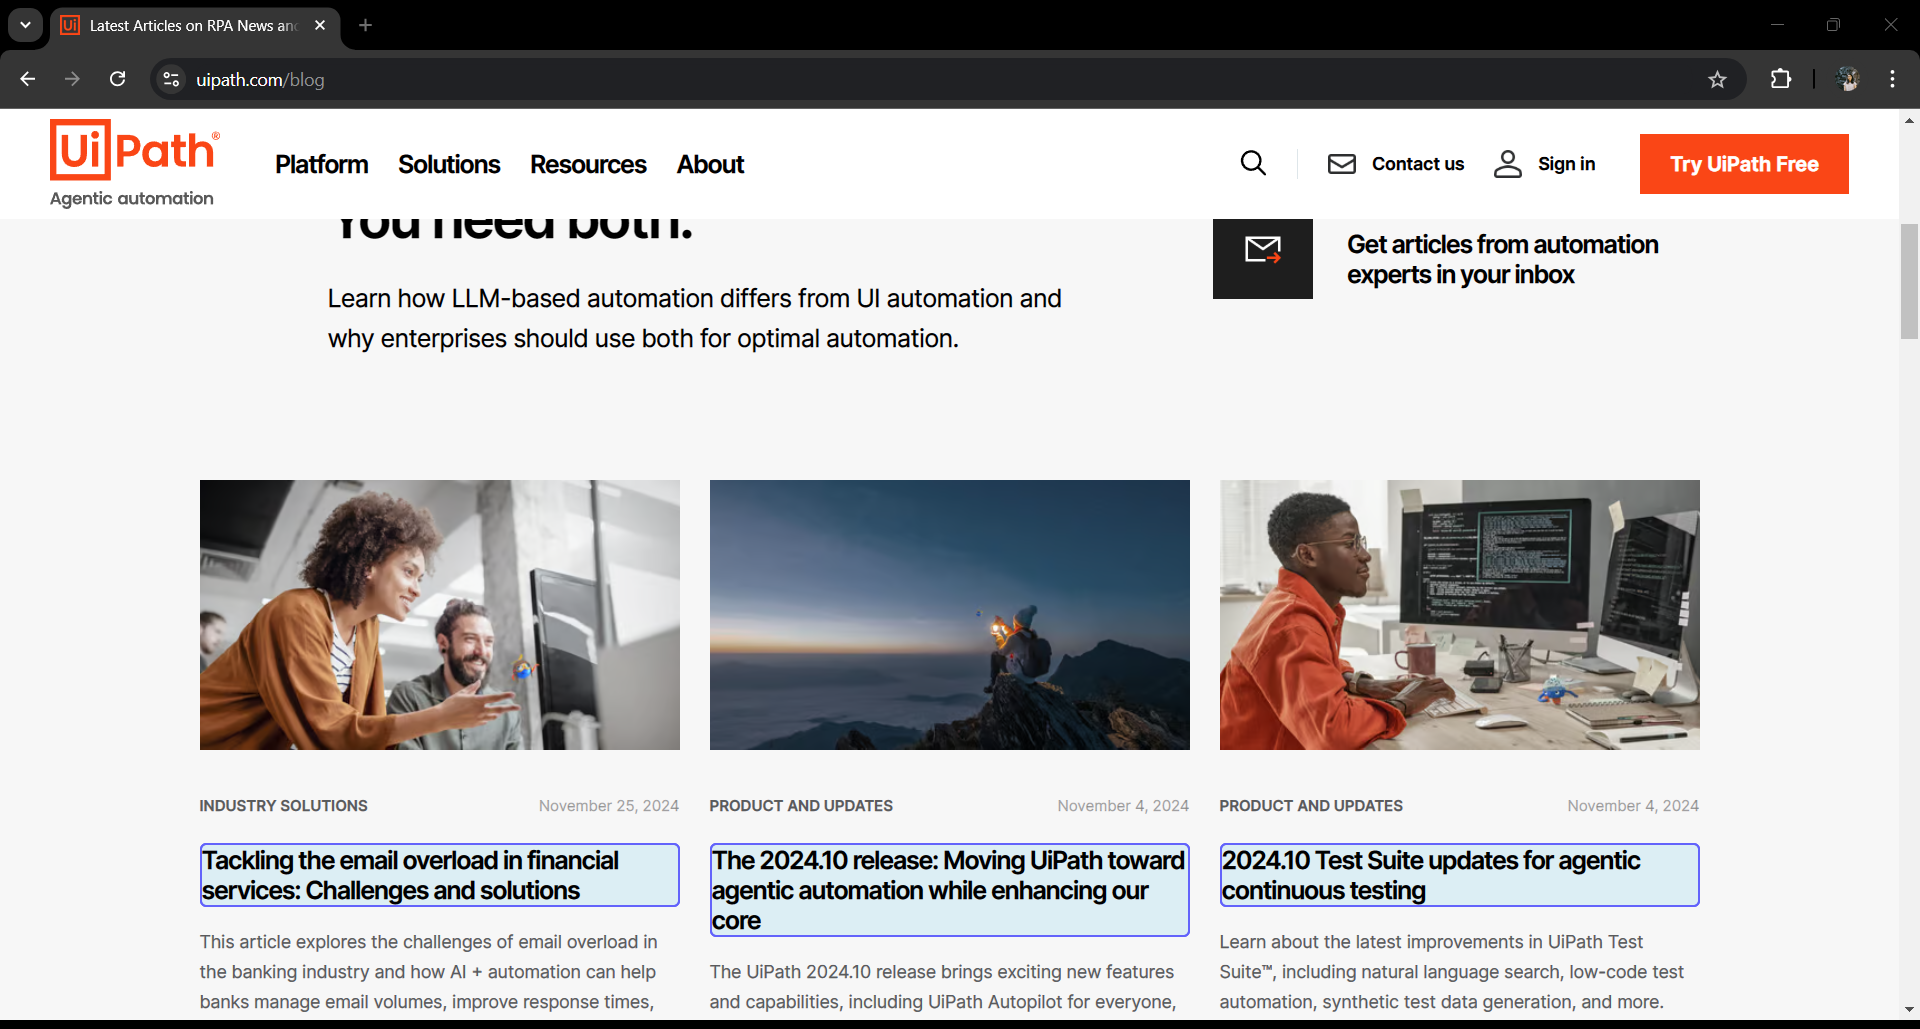 Latest Articles on RPA News and
uipath.com/blog
UiPath®
Agentic automation
Platform
Solutions
Resources
About
Contact us
Sign in
Try UiPath Free
You need both.
Learn how LLM-based automation differs from UI automation and
why enterprises should use both for optimal automation.
Get articles from automation
experts in your inbox
INDUSTRY SOLUTIONS
November 25, 2024
Tackling the email overload in financial
services: Challenges and solutions
This article explores the challenges of email overload in
the banking industry and how AI + automation can help
banks manage email volumes, improve response times,
PRODUCT AND UPDATES
November 4, 2024
The 2024.10 release: Moving UiPath toward
agentic automation while enhancing our
core
The UiPath 2024.10 release brings exciting new features
and capabilities, including UiPath Autopilot for everyone,
PRODUCT AND UPDATES
November 4, 2024
2024.10 Test Suite updates for agentic
continuous testing
Learn about the latest improvements in UiPath Test
Suite™, including natural language search, low-code test
automation, synthetic test data generation, and more.